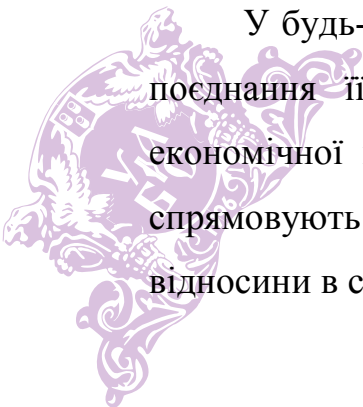 У будь-
поєднання її
економічної
спрямовують
відносини в с